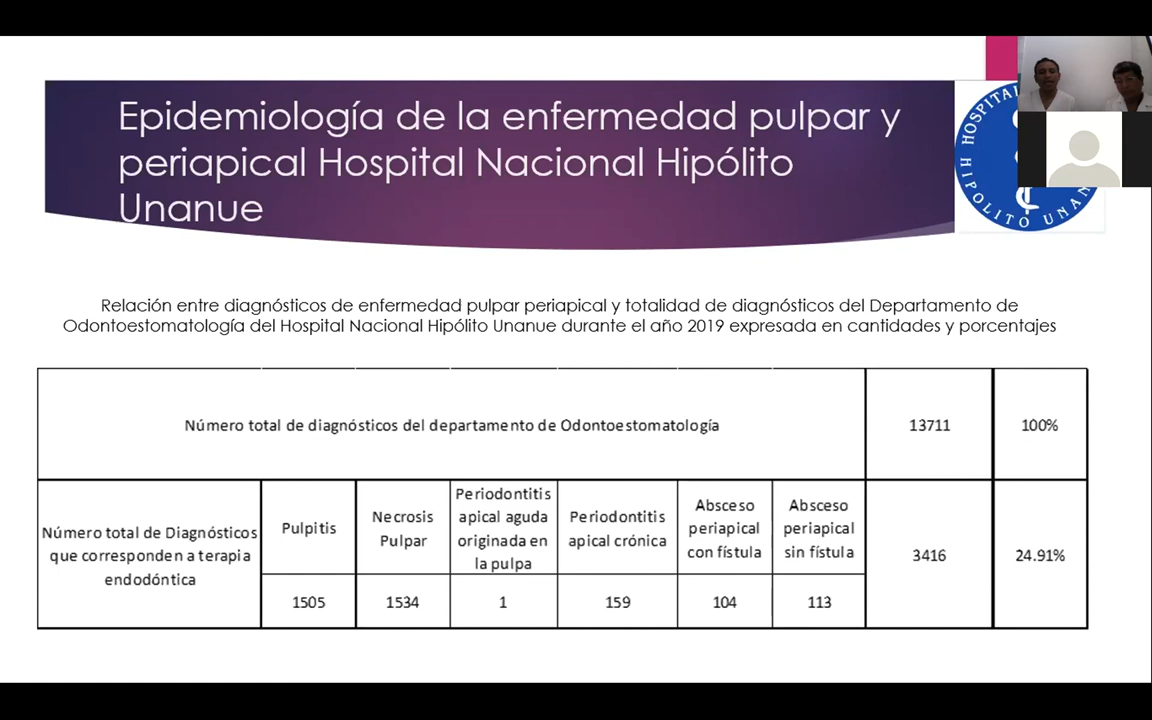 Epidemiología de la enfermedad pulpar y
periapical Hospital Nacional Hipólito
Unanue
HOSPITAL
HIPOLITO UNAN
Relación entre diagnósticos de enfermedad pulpar periapical y totalidad de diagnósticos del Departamento de
Odontoestomatología del Hospital Nacional Hipólito Unanue durante el año 2019 expresada en cantidades y porcentajes
Número total de diagnósticos del departamento de Odontoestomatología
13711
100%
Número total de Diagnósticos
que corresponden a terapia
endodóntica
Pulpitis
Necrosis
Pulpar
Periodontitis
apical aguda
originada en
la pulpa
Periodontitis
apical crónica
Absceso
periapical
con fístula
Absceso
periapical
sin fístula
3416
24.91%
1505
1534
1
159
104
113